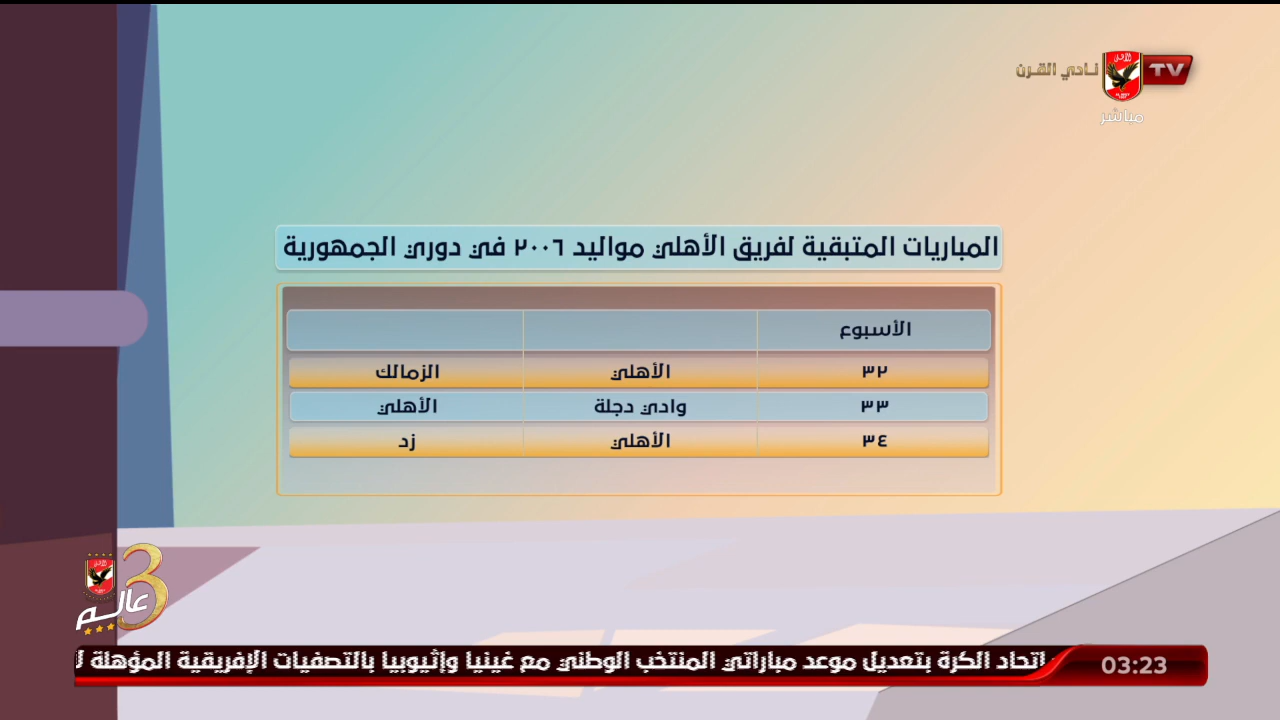 نادي القرن TV
مباشر
المباريات المتبقية لفريق الأهلي مواليد ٢٠٠٦ في دوري الجمهورية
الأسبوع
٣٢ الأهلي الزمالك
٣٣ وادي دجلة الأهلي
٣٤ الأهلي زد
3 عالم
03:23 اتحاد الكرة بتعديل موعد مباراتي المنتخب الوطني مع غينيا وإثيوبيا بالتصفيات الإفريقية المؤهلة ل